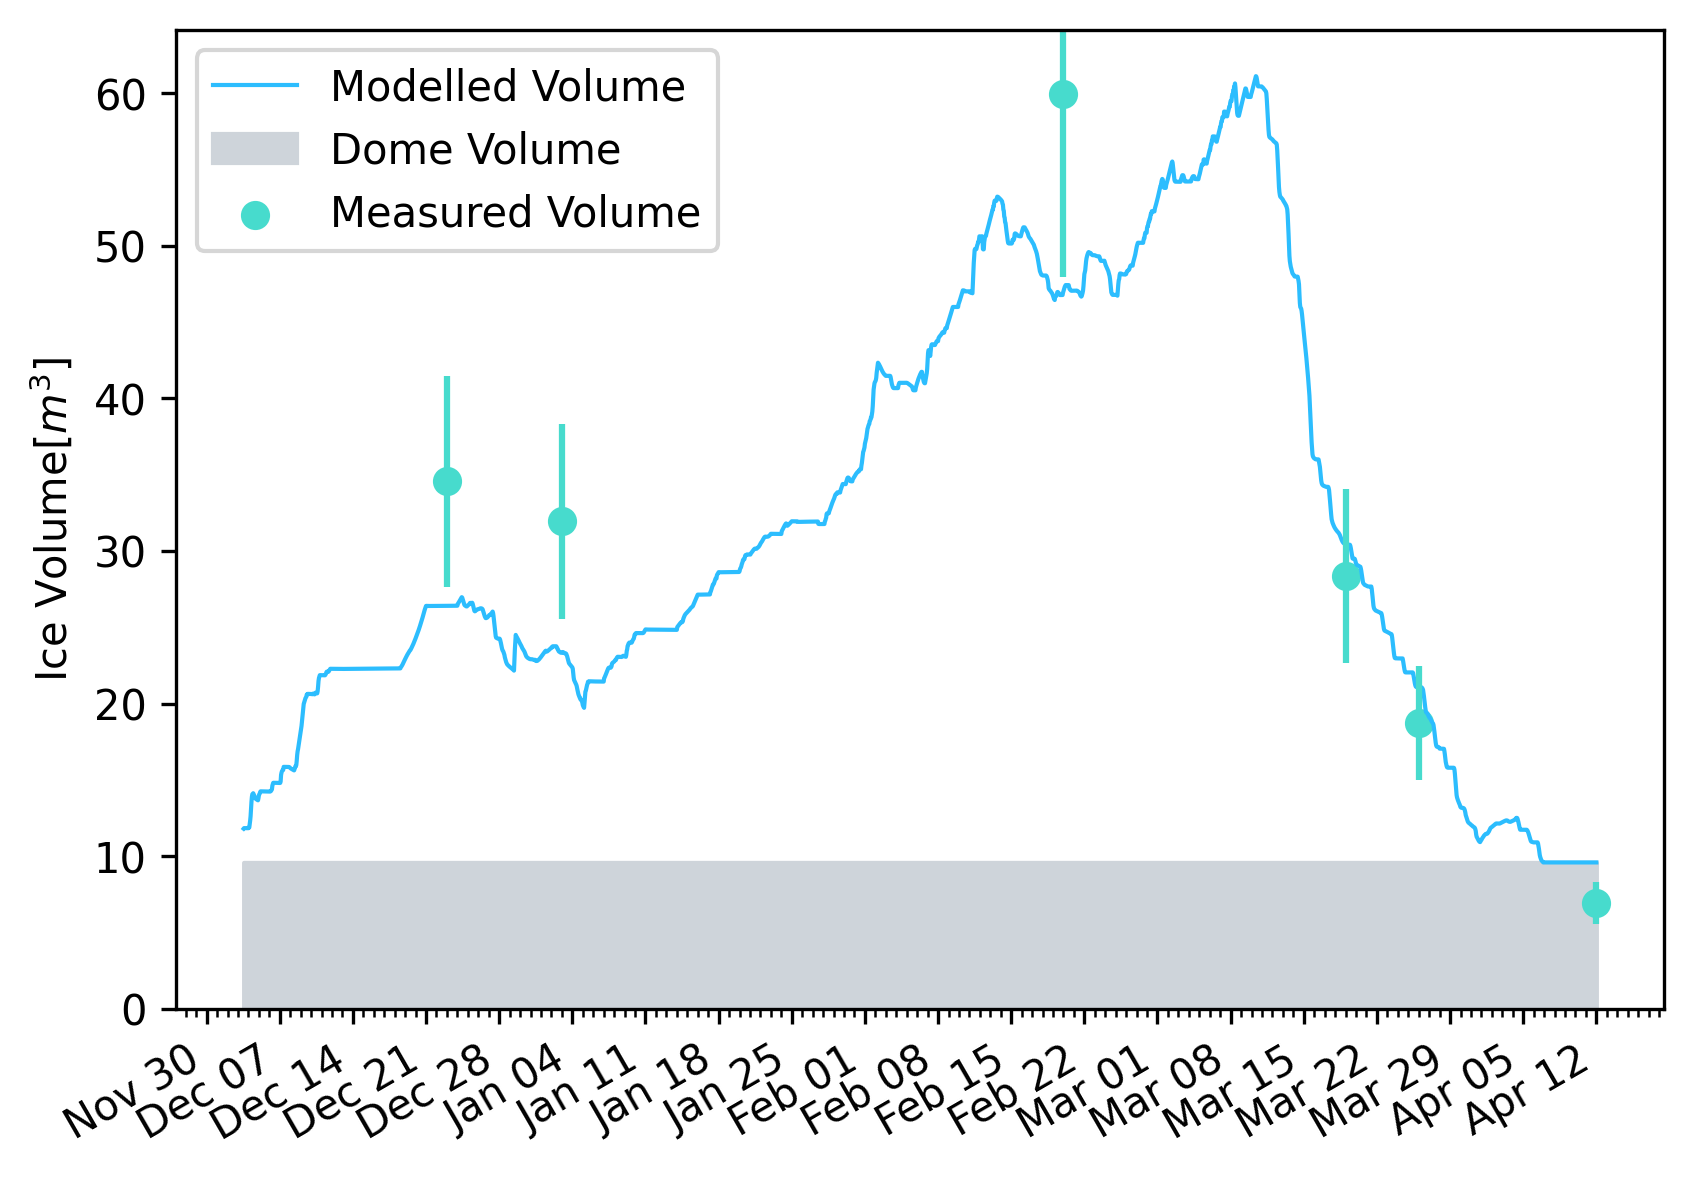 Modelled Volume
Dome Volume
Measured Volume
Ice Volume[m³]
60
50
40
30
20
10
0
Nov 30
Dec 07
Dec 14
Dec 21
Dec 28
Jan 04
Jan 11
Jan 18
Jan 25
Feb 01
Feb 08
Feb 15
Feb 22
Mar 01
Mar 08
Mar 15
Mar 22
Mar 29
Apr 05
Apr 12